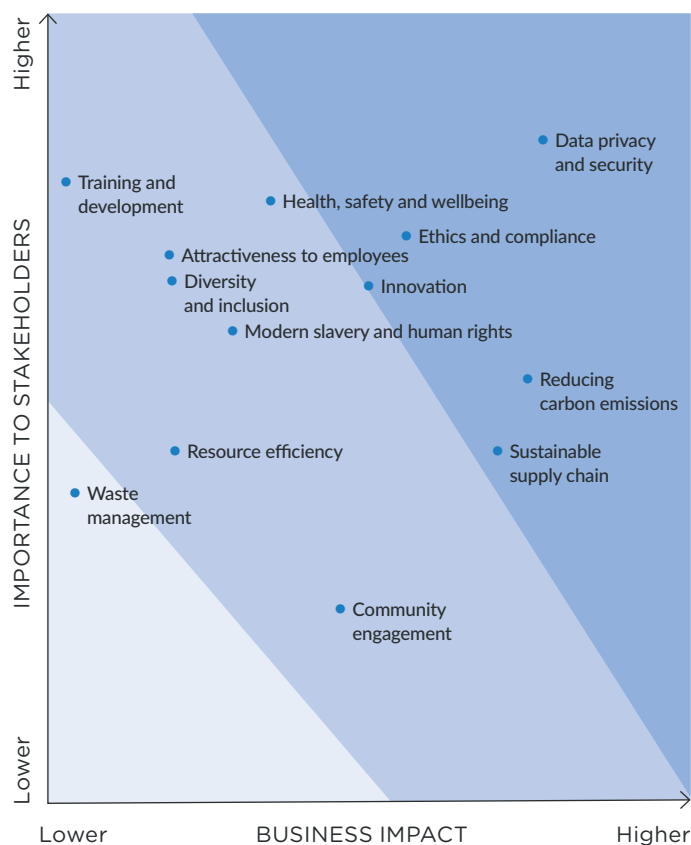 Higher
IMPORTANCE TO STAKEHOLDERS
Lower
Data privacy
and security
Training and
development
Health, safety and wellbeing
Ethics and compliance
Attractiveness to employees
Diversity
and inclusion
Innovation
Modern slavery and human rights
Reducing
carbon emissions
Resource efficiency
Sustainable
supply chain
Waste
management
Community
engagement
Lower
BUSINESS IMPACT
Higher